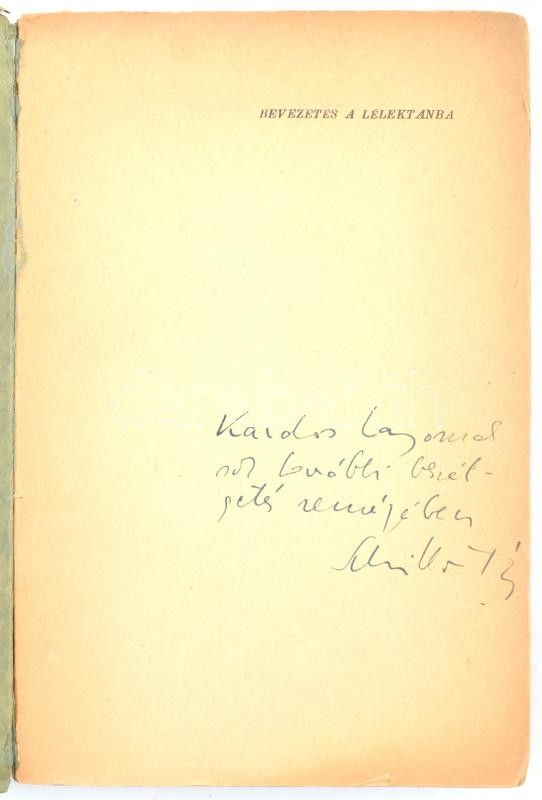 BEVEZETÉS A LÉLEKTANBA
Kardos Lajosnak
sok további beszél-
getés reményében